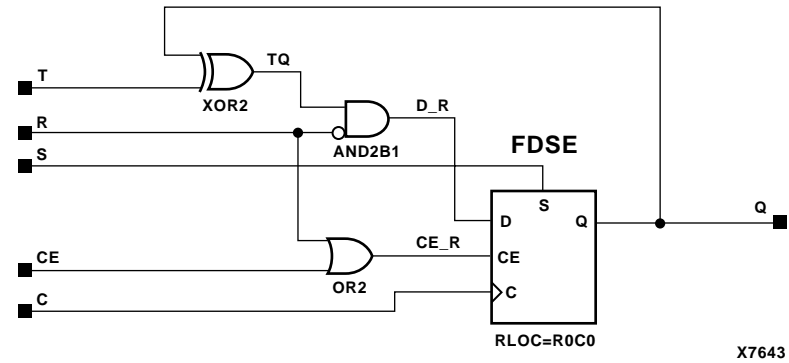 TQ
T
XOR2
R
D_R
AND2B1
FDSE
S
S
D
Q
Q
CE
CE_R
CE
OR2
C
C
RLOC=R0C0
X7643